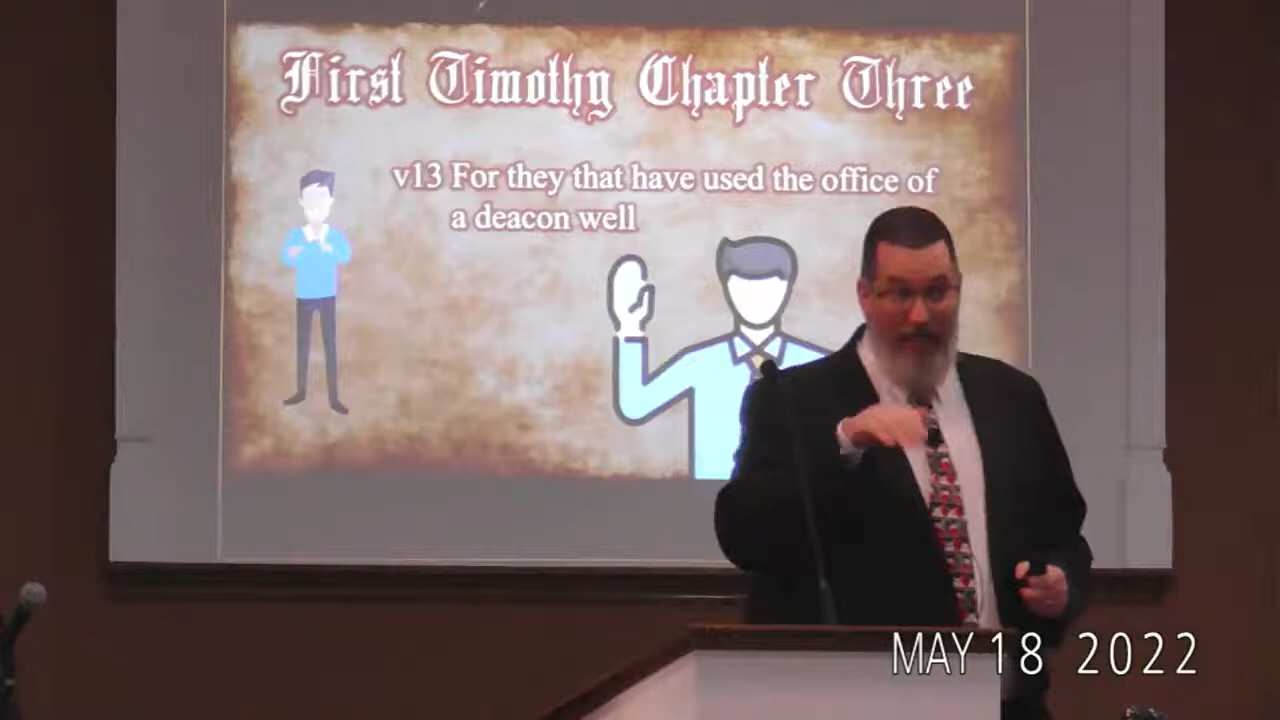 First Timothy Chapter Three
v13 For they that have used the office of
a deacon well
MAY 18 2022